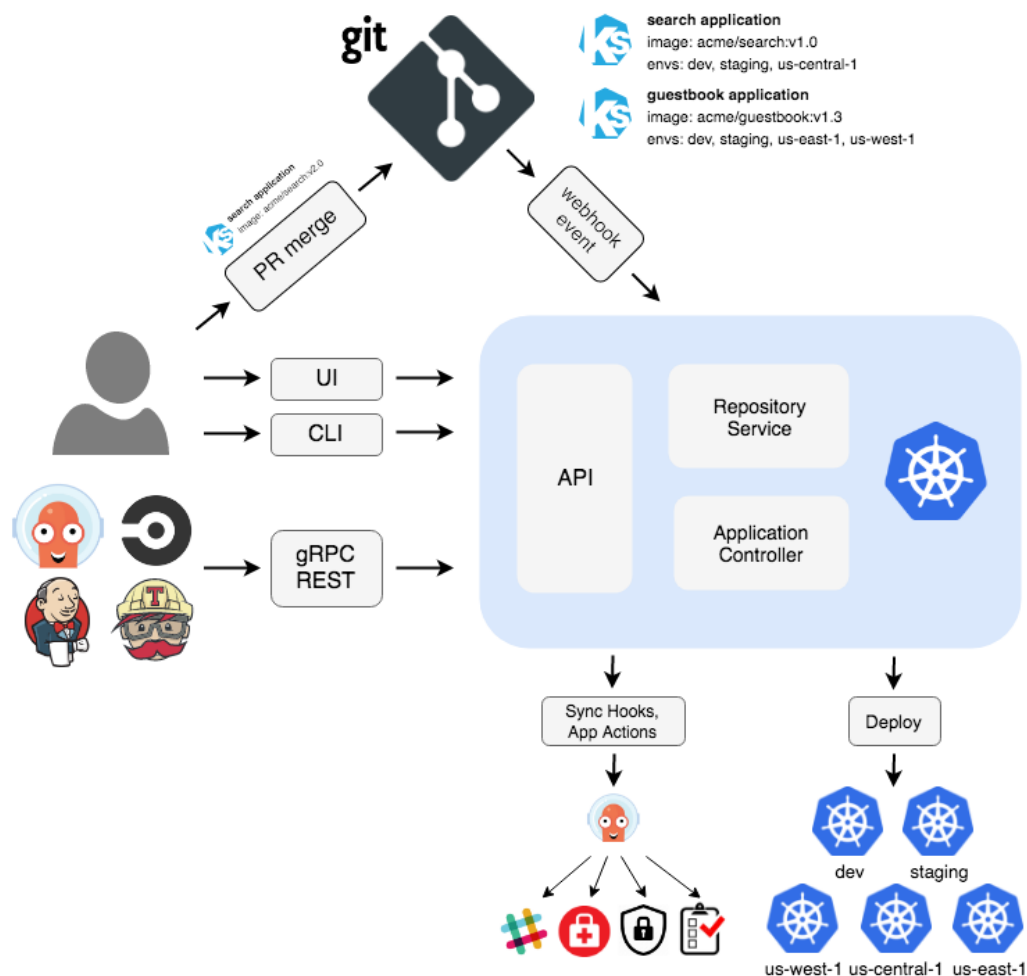 git
search application
image: acme/search:v1.0
envs: dev, staging, us-central-1
guestbook application
image: acme/guestbook:v1.3
envs: dev, staging, us-east-1, us-west-1
KS
KS
search application
image: acme/search:v2.0
KS
PR merge
webhook
event
UI
CLI
gRPC
REST
API
Repository
Service
Application
Controller
T
Sync Hooks,
App Actions
Deploy
dev
staging
us-west-1
us-central-1
us-east-1